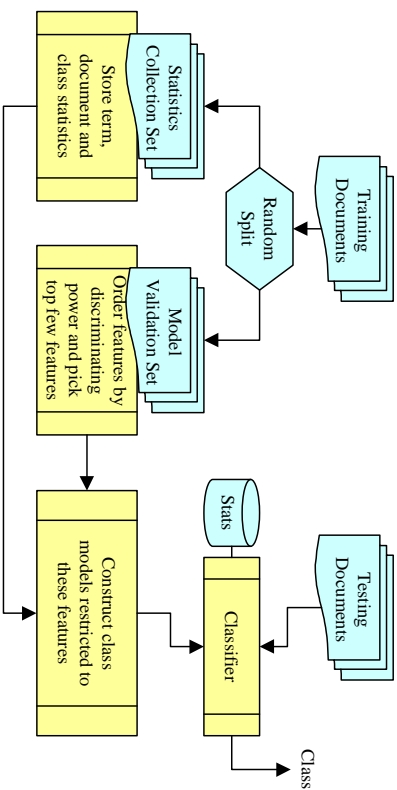 Training
Documents
Random
Split
Statistics
Collection Set
Store term,
document and
class statistics
Model
Validation Set
Order features by
discriminating
power and pick
top few features
Testing
Documents
Stats
Classifier
Construct class
models restricted to
these features
Class